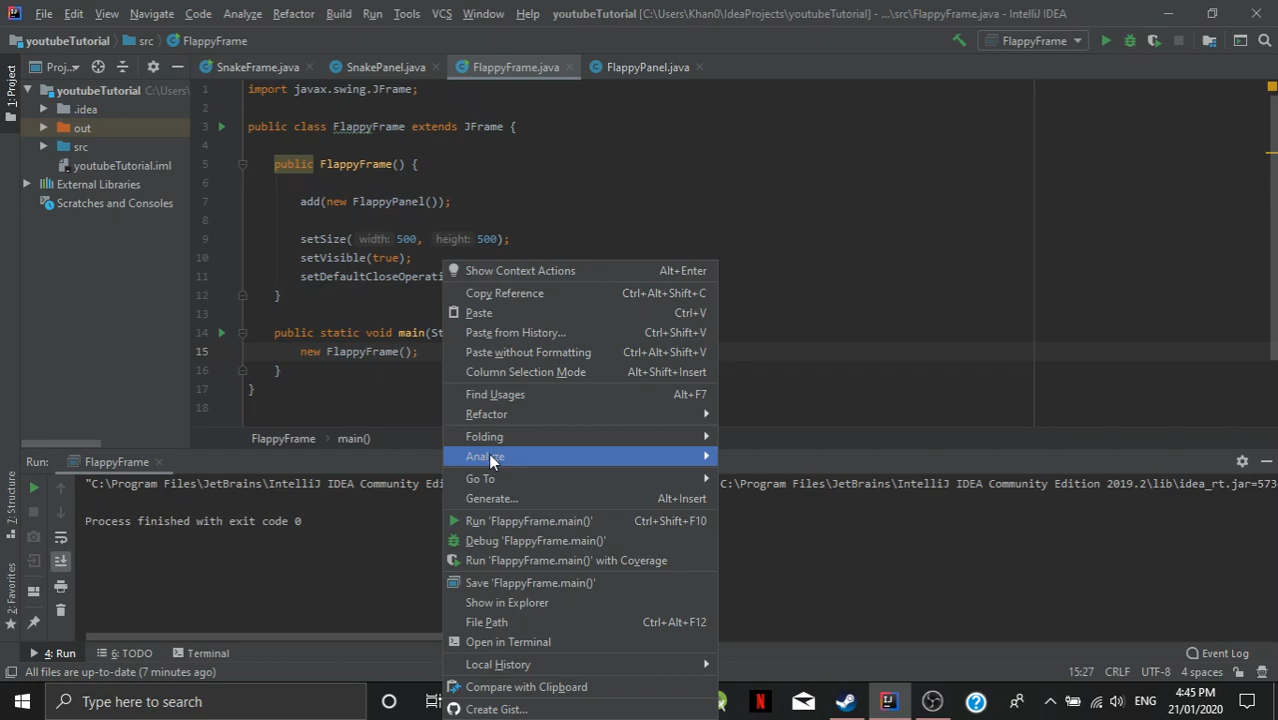 File Edit View Navigate Code Analyze Refactor Build Run Tools VCS Window Help youtubeTutorial [C:\Users\Khan0\IdeaProjects\youtubeTutorial] - ...\src\FlappyFrame.java - IntelliJ IDEA
youtubeTutorial src FlappyFrame FlappyFrame
Proj... SnakeFrame.java SnakePanel.java FlappyFrame.java FlappyPanel.java
1: Project
youtubeTutorial C:\Users\
.idea
out
src
youtubeTutorial.iml
External Libraries
Scratches and Consoles
1 import javax.swing.JFrame;
2
3 public class FlappyFrame extends JFrame {
4
5 public FlappyFrame() {
6
7 add(new FlappyPanel());
8
9 setSize( width: 500, height: 500);
10 setVisible(true);
11 setDefaultCloseOperati
12 }
13
14 public static void main(St
15 new FlappyFrame();
16 }
17 }
18
FlappyFrame main()
Show Context Actions Alt+Enter
Copy Reference Ctrl+Alt+Shift+C
Paste Ctrl+V
Paste from History... Ctrl+Shift+V
Paste without Formatting Ctrl+Alt+Shift+V
Column Selection Mode Alt+Shift+Insert
Find Usages Alt+F7
Refactor
Folding
Analyze
Go To
Generate... Alt+Insert
Run 'FlappyFrame.main()' Ctrl+Shift+F10
Debug 'FlappyFrame.main()'
Run 'FlappyFrame.main()' with Coverage
Save 'FlappyFrame.main()'
Show in Explorer
File Path Ctrl+Alt+F12
Open in Terminal
Local History
Compare with Clipboard
Create Gist...
Run: FlappyFrame
"C:\Program Files\JetBrains\IntelliJ IDEA Community Edi C:\Program Files\JetBrains\IntelliJ IDEA Community Edition 2019.2\lib\idea_rt.jar=573
Process finished with exit code 0
7: Structure
2: Favorites
4: Run 6: TODO Terminal Event Log
All files are up-to-date (7 minutes ago) 15:27 CRLF UTF-8 4 spaces
Type here to search
ENG
4:45 PM
21/01/2020